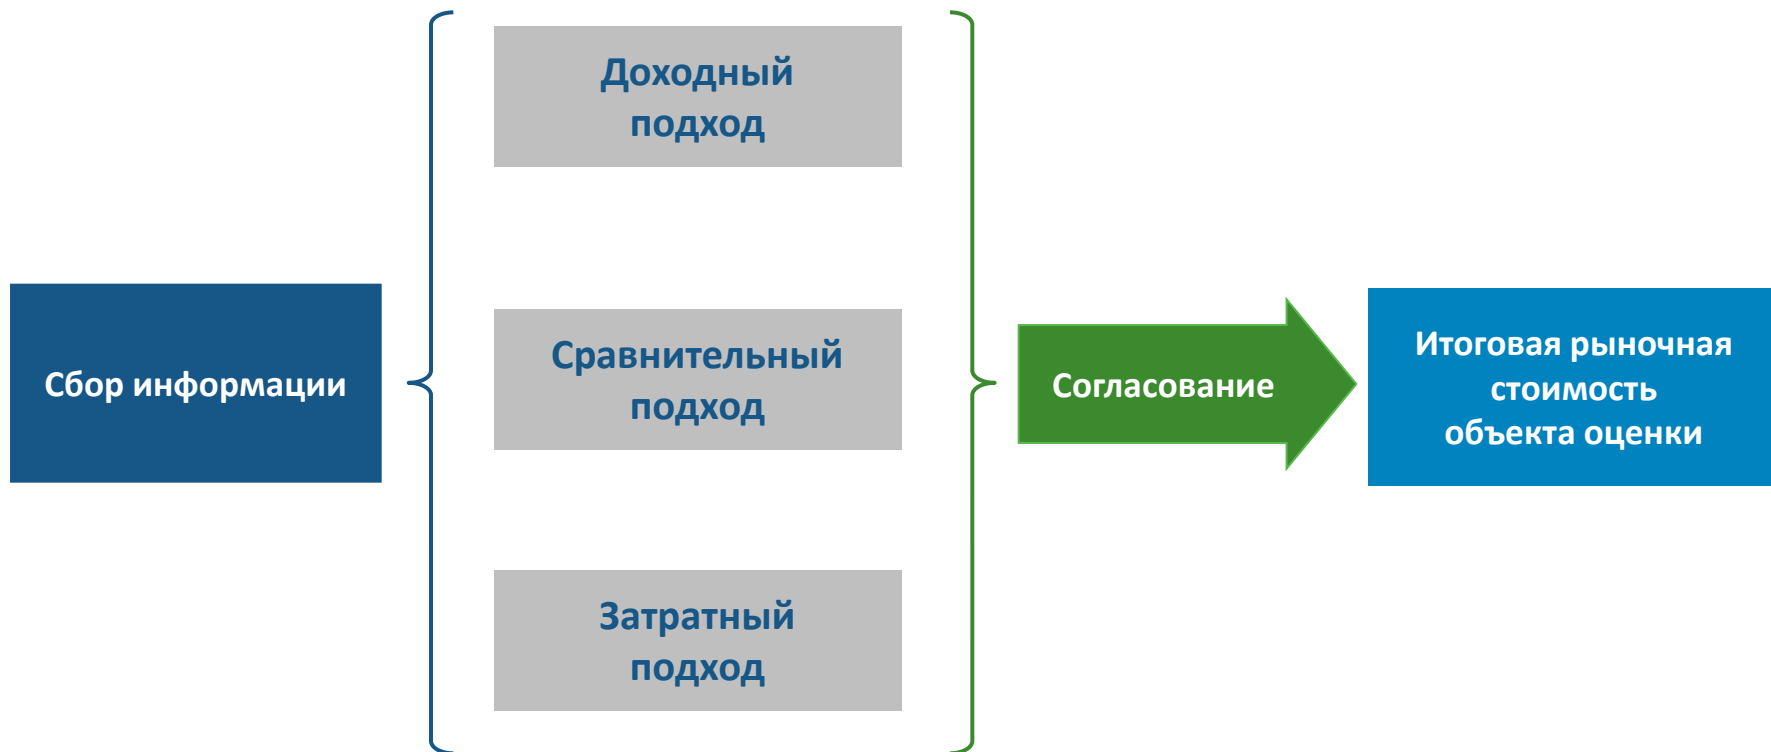 Доходный
подход
Сбор информации
Сравнительный
подход
Затратный
подход
Согласование
Итоговая рыночная
стоимость
объекта оценки